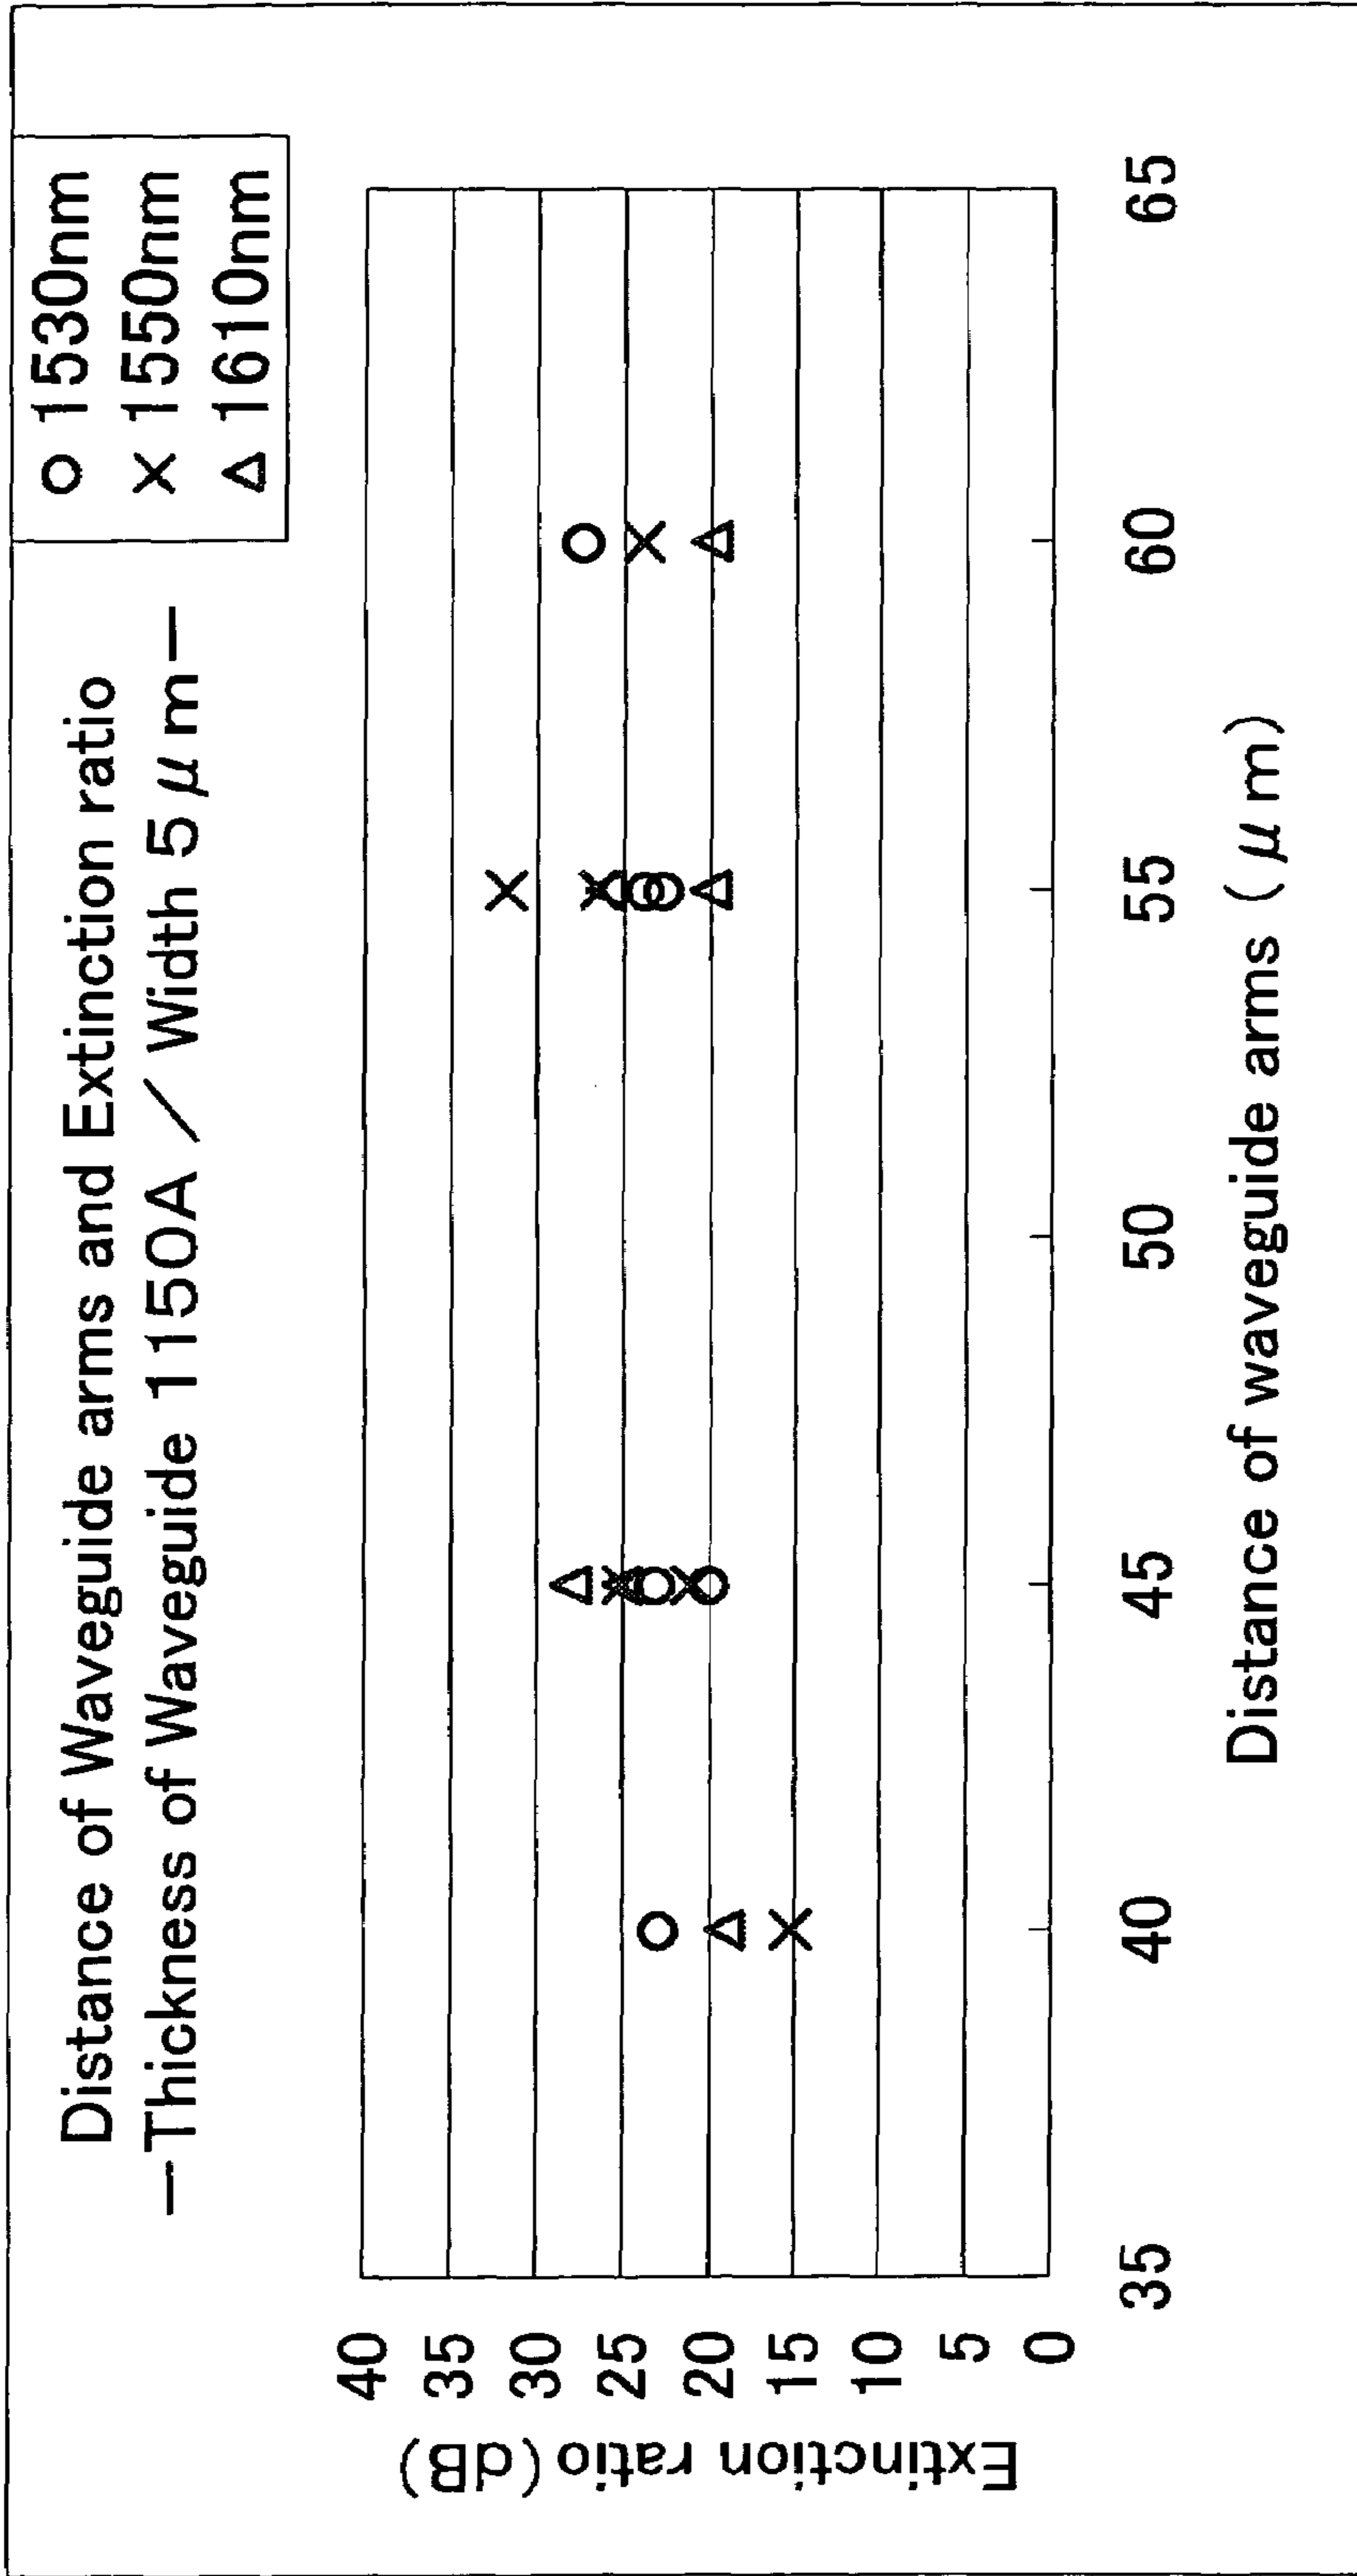 Distance of Waveguide arms and Extinction ratio
—Thickness of Waveguide 1150A / Width 5μm—
○ 1530nm
× 1550nm
△ 1610nm
Extinction ratio (dB)
40
35
30
25
20
15
10
5
0
35 40 45 50 55 60 65
Distance of waveguide arms (μm)